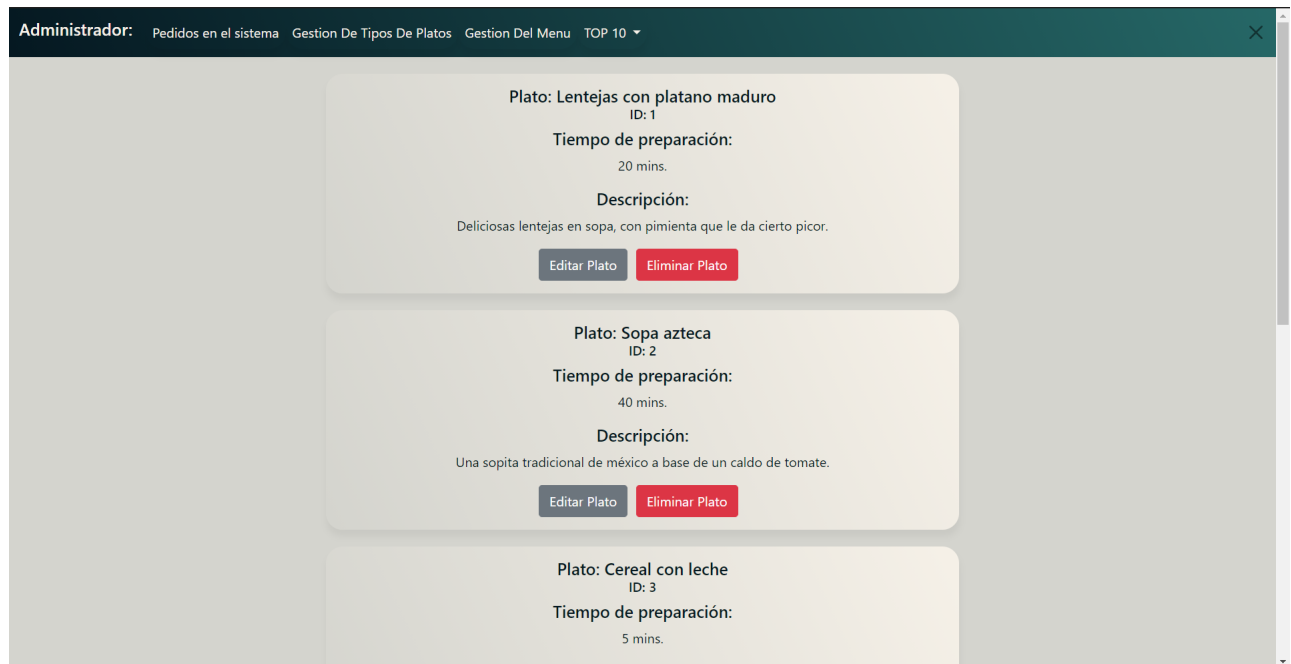 Administrador: Pedidos en el sistema Gestion De Tipos De Platos Gestion Del Menu TOP 10
Plato: Lentejas con platano maduro
ID: 1
Tiempo de preparación:
20 mins.
Descripción:
Deliciosas lentejas en sopa, con pimienta que le da cierto picor.
Editar Plato Eliminar Plato
Plato: Sopa azteca
ID: 2
Tiempo de preparación:
40 mins.
Descripción:
Una sopita tradicional de méxico a base de un caldo de tomate.
Editar Plato Eliminar Plato
Plato: Cereal con leche
ID: 3
Tiempo de preparación:
5 mins.